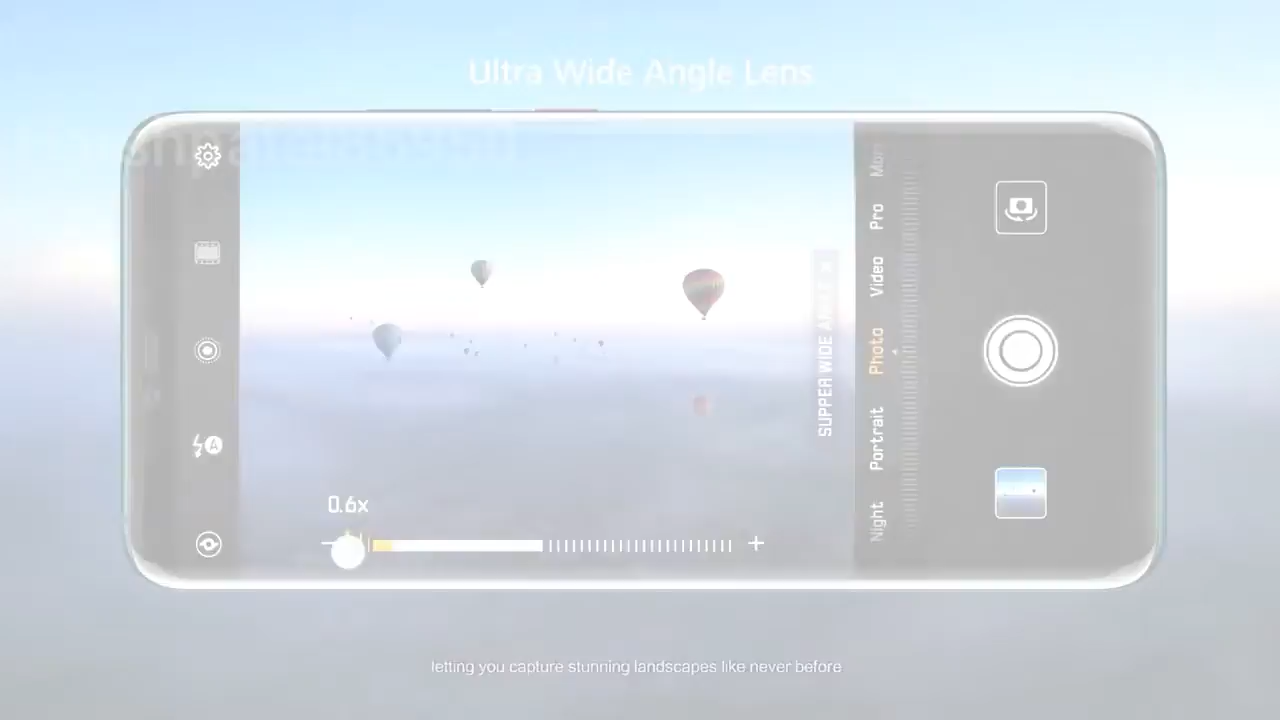 Ultra Wide Angle Lens
More
Pro
Video
Photo
Portrait
Night
SUPPER WIDE ANGLE
A
0.6x
letting you capture stunning landscapes like never before